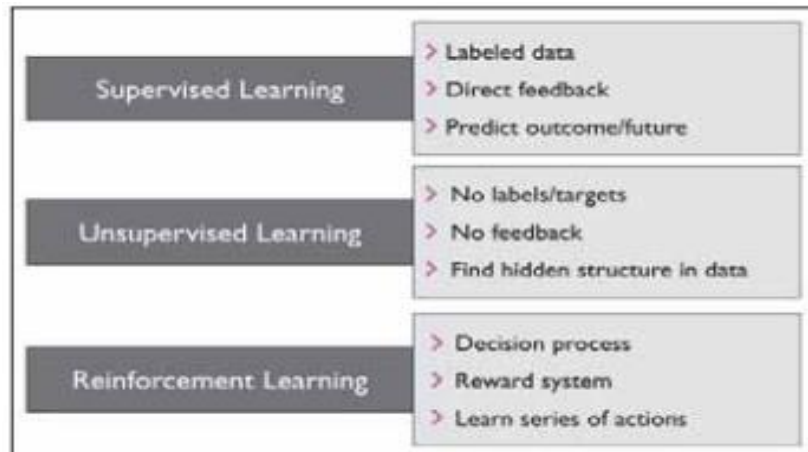 Supervised Learning
> Labeled data
> Direct feedback
> Predict outcome/future
Unsupervised Learning
> No labels/targets
> No feedback
> Find hidden structure in data
Reinforcement Learning
> Decision process
> Reward system
> Learn series of actions